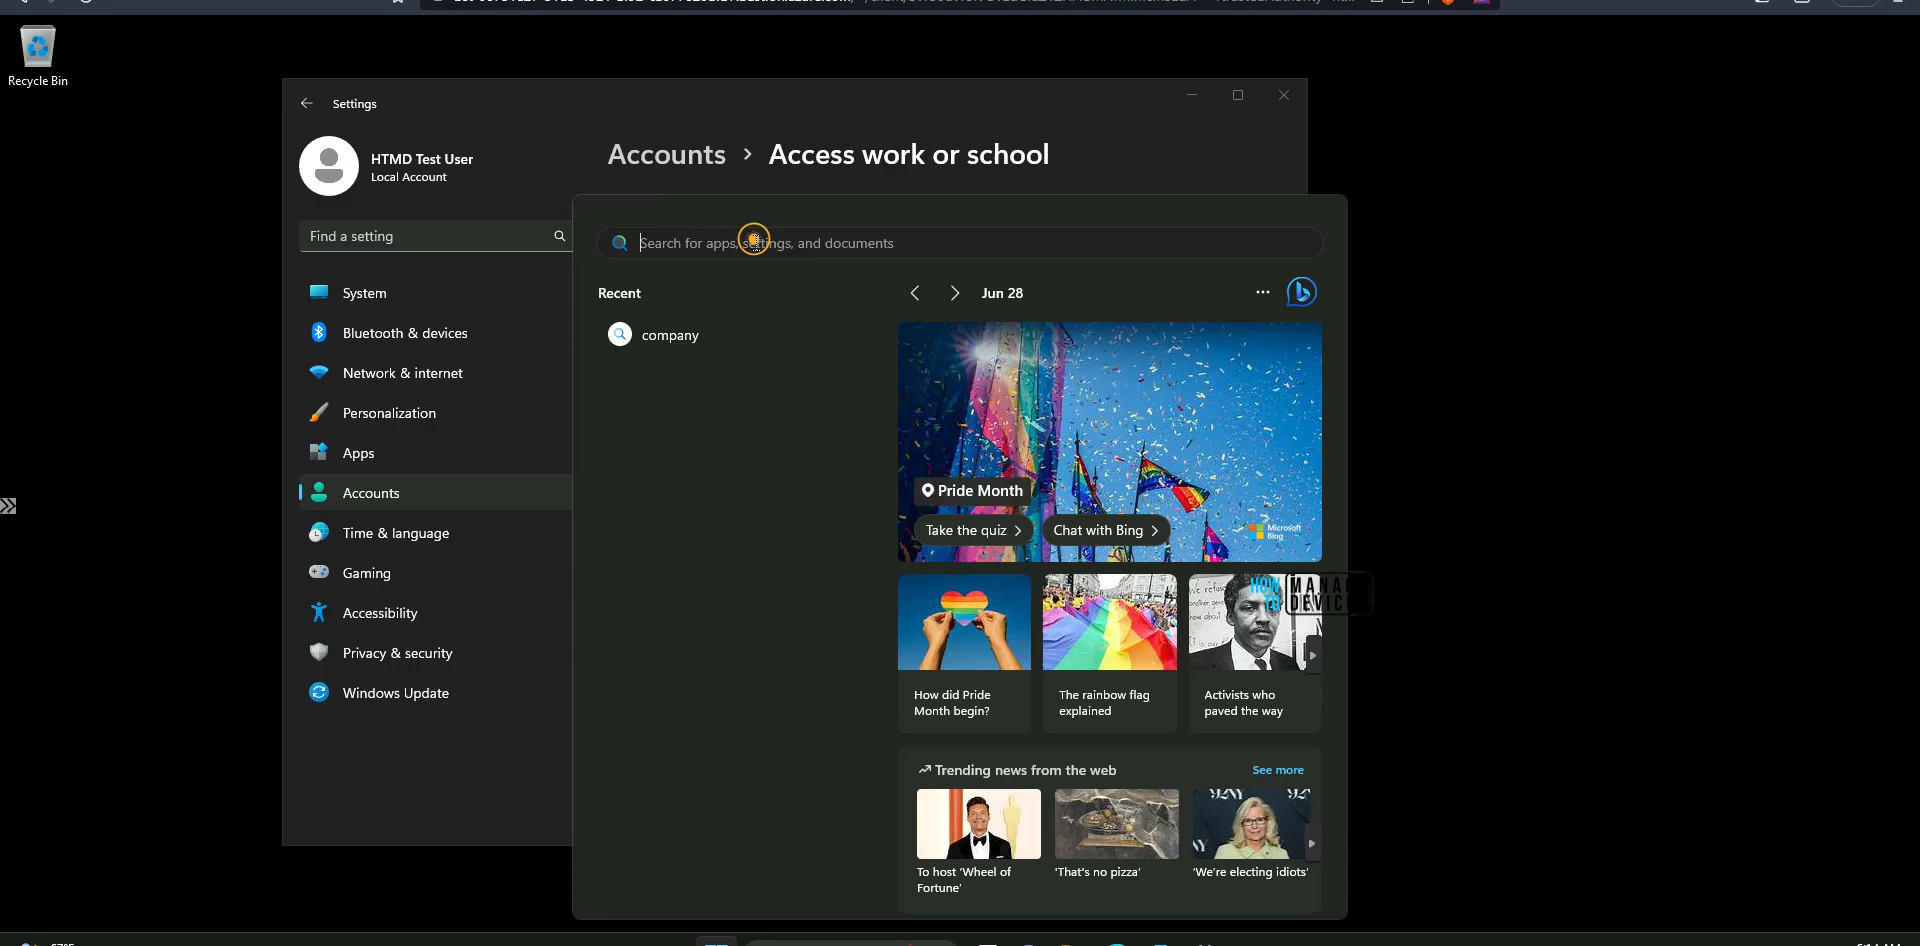 Recycle Bin
Settings
HTMD Test User
Local Account
Accounts > Access work or school
Find a setting
System
Bluetooth & devices
Network & internet
Personalization
Apps
Accounts
Time & language
Gaming
Accessibility
Privacy & security
Windows Update
Search for apps, settings, and documents
Recent
Jun 28
company
Pride Month
Take the quiz
Chat with Bing
Microsoft
Bing
HOW
TO
How did Pride
Month begin?
The rainbow flag
explained
Activists who
paved the way
Trending news from the web
See more
To host 'Wheel of
Fortune'
'That's no pizza'
'We're electing idiots'